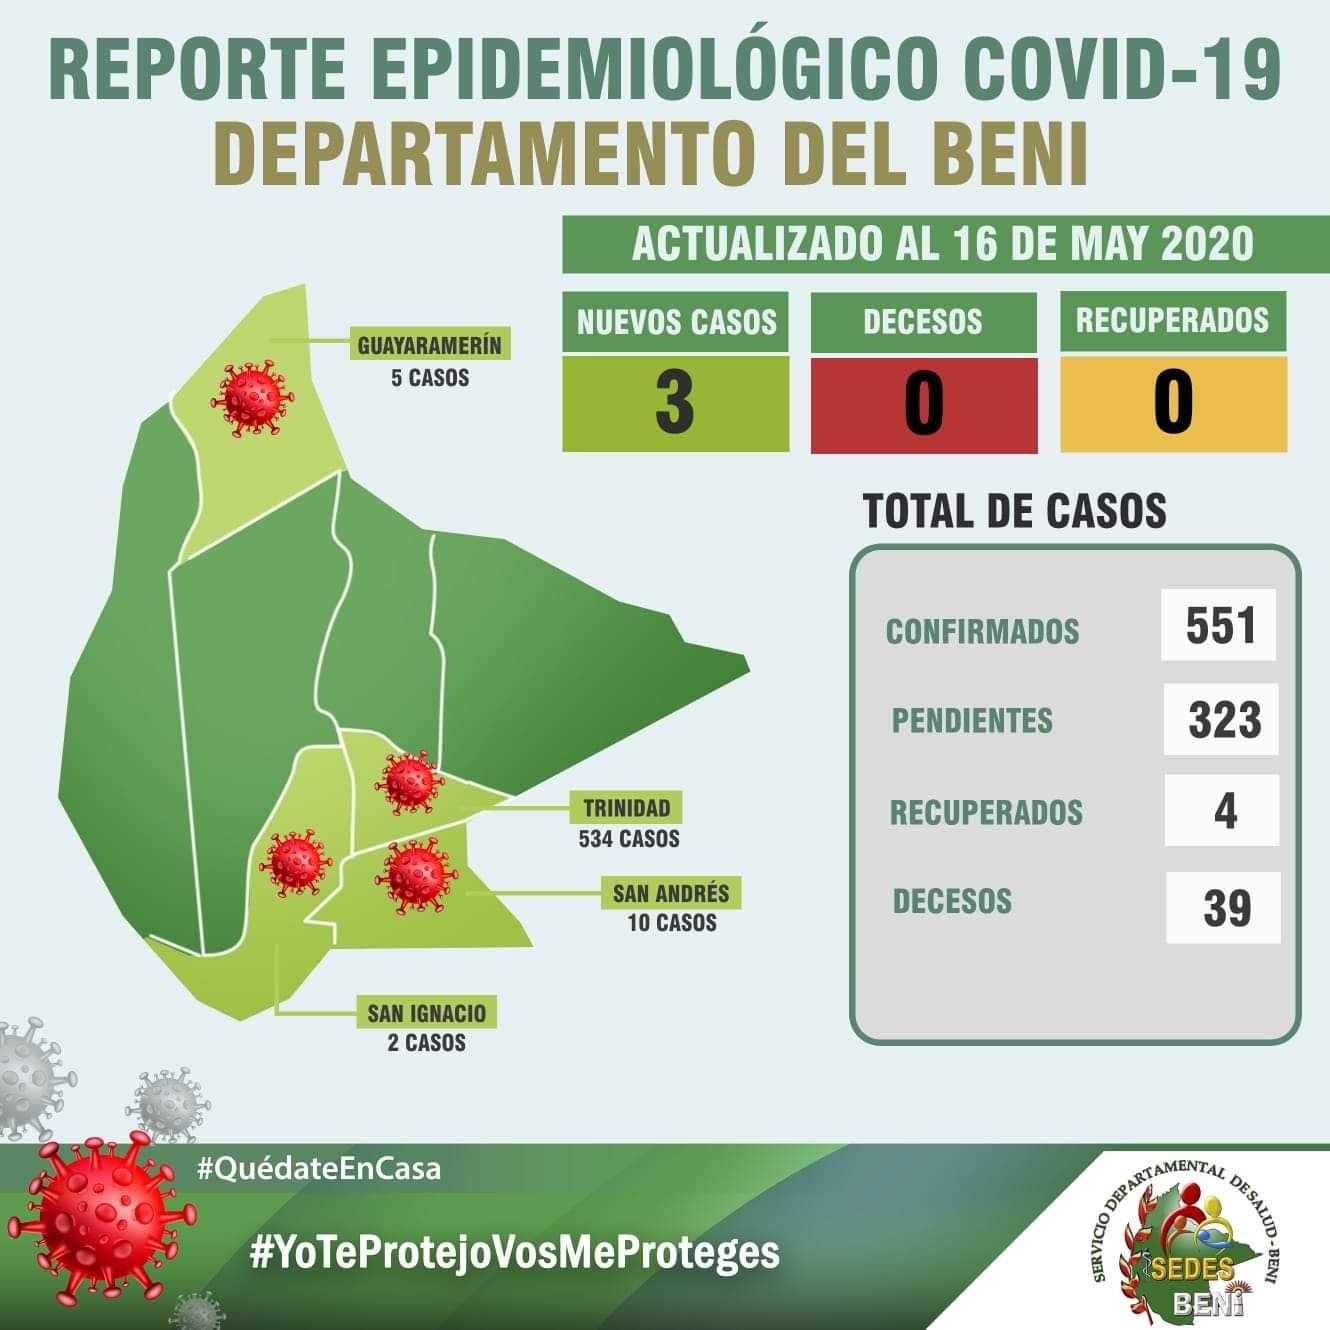 REPORTE EPIDEMIOLÓGICO COVID-19
DEPARTAMENTO DEL BENI
ACTUALIZADO AL 16 DE MAY 2020
NUEVOS CASOS
3
DECESOS
0
RECUPERADOS
0
GUAYARAMERÍN
5 CASOS
TRINIDAD
534 CASOS
SAN ANDRÉS
10 CASOS
SAN IGNACIO
2 CASOS
TOTAL DE CASOS
CONFIRMADOS 551
PENDIENTES 323
RECUPERADOS 4
DECESOS 39
#QuédateEnCasa
#YoTeProtejoVosMeProteges
SERVICIO DEPARTAMENTAL DE SALUD - BENI
SEDES
BENI